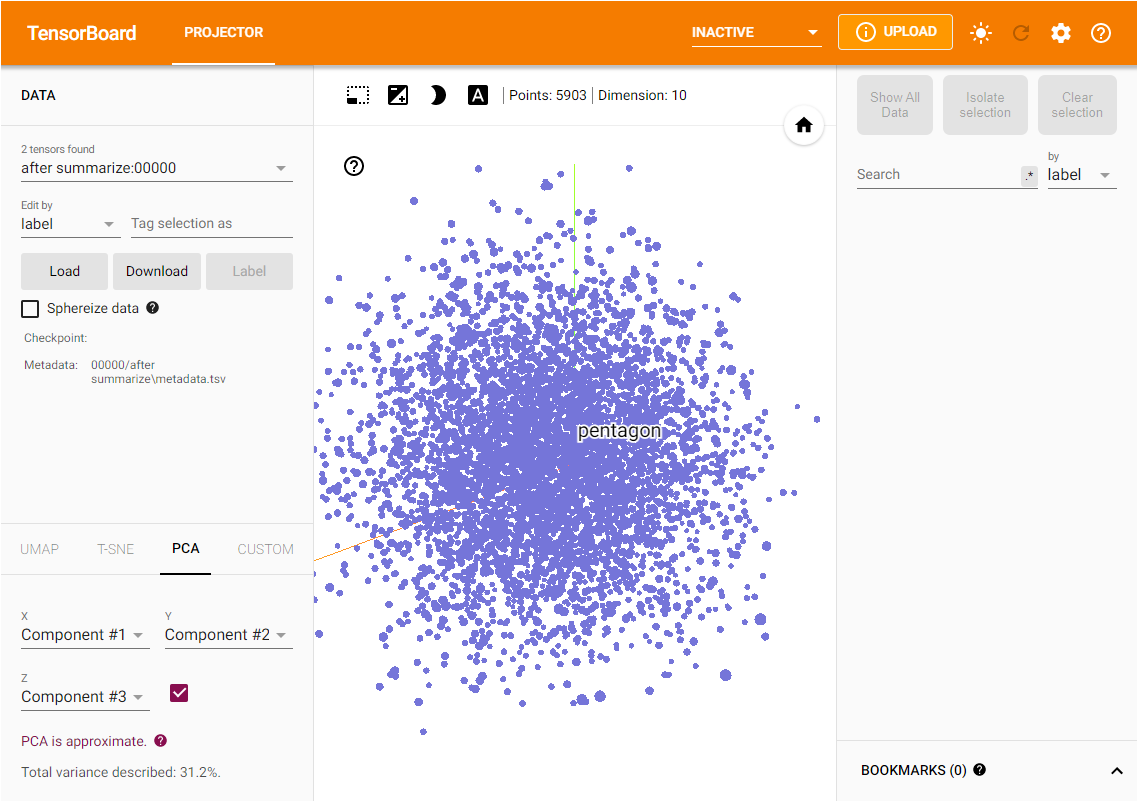 TensorBoard
PROJECTOR
INACTIVE
UPLOAD
DATA
2 tensors found
after summarize:00000
Edit by
label
Tag selection as
Load
Download
Label
Sphereize data
Checkpoint:
Metadata: 00000/after
summarize\metadata.tsv
UMAP
T-SNE
PCA
CUSTOM
X
Component #1
Y
Component #2
Z
Component #3
PCA is approximate.
Total variance described: 31.2%.
A
Points: 5903
Dimension: 10
pentagon
Show All
Data
Isolate
selection
Clear
selection
Search
.*
by
label
BOOKMARKS (0)